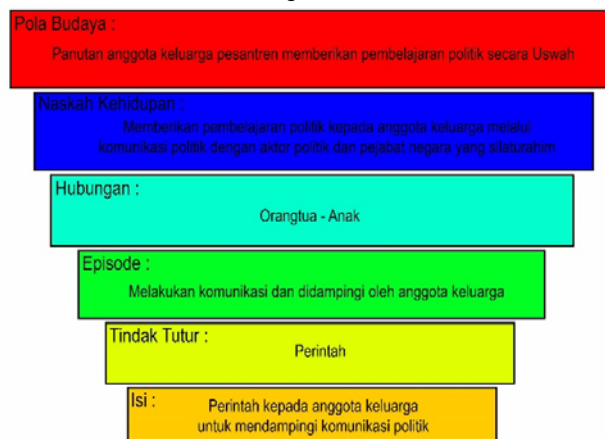 Pola Budaya :
Panutan anggota keluarga pesantren memberikan pembelajaran politik secara Uswah
Naskah Kehidupan :
Memberikan pembelajaran politik kepada anggota keluarga melalui
komunikasi politik dengan aktor politik dan pejabat negara yang silaturahim
Hubungan :
Orangtua - Anak
Episode :
Melakukan komunikasi dan didampingi oleh anggota keluarga
Tindak Tutur :
Perintah
Isi :
Perintah kepada anggota keluarga
untuk mendampingi komunikasi politik